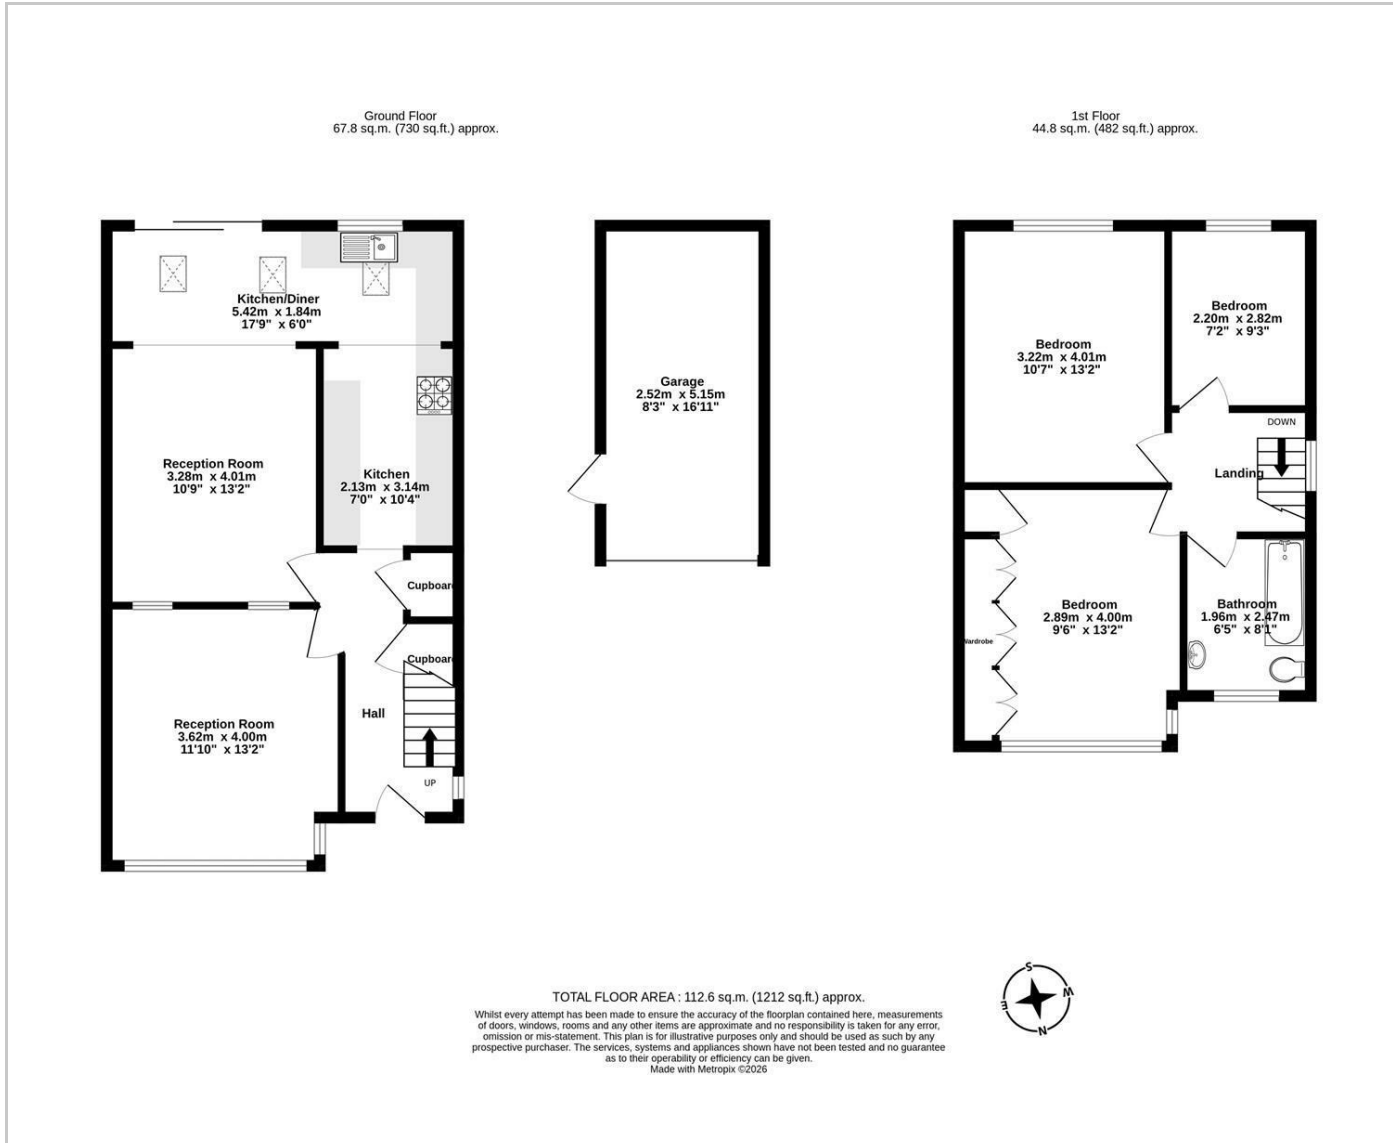 Ground Floor
67.8 sq.m. (730 sq.ft.) approx.
1st Floor
44.8 sq.m. (482 sq.ft.) approx.
Kitchen/Diner
5.42m x 1.84m
17'9" x 6'0"
Reception Room
3.28m x 4.01m
10'9" x 13'2"
Kitchen
2.13m x 3.14m
7'0" x 10'4"
Cupboard
Cupboard
Hall
Reception Room
3.62m x 4.00m
11'10" x 13'2"
UP
Garage
2.52m x 5.15m
8'3" x 16'11"
Bedroom
3.22m x 4.01m
10'7" x 13'2"
Bedroom
2.20m x 2.82m
7'2" x 9'3"
DOWN
Landing
Bedroom
2.89m x 4.00m
9'6" x 13'2"
Wardrobe
Bathroom
1.96m x 2.47m
6'5" x 8'1"
S
W
E
N
TOTAL FLOOR AREA : 112.6 sq.m. (1212 sq.ft.) approx.
Whilst every attempt has been made to ensure the accuracy of the floorplan contained here, measurements
of doors, windows, rooms and any other items are approximate and no responsibility is taken for any error,
omission or mis-statement. This plan is for illustrative purposes only and should be used as such by any
prospective purchaser. The services, systems and appliances shown have not been tested and no guarantee
as to their operability or efficiency can be given.
Made with Metropix ©2026